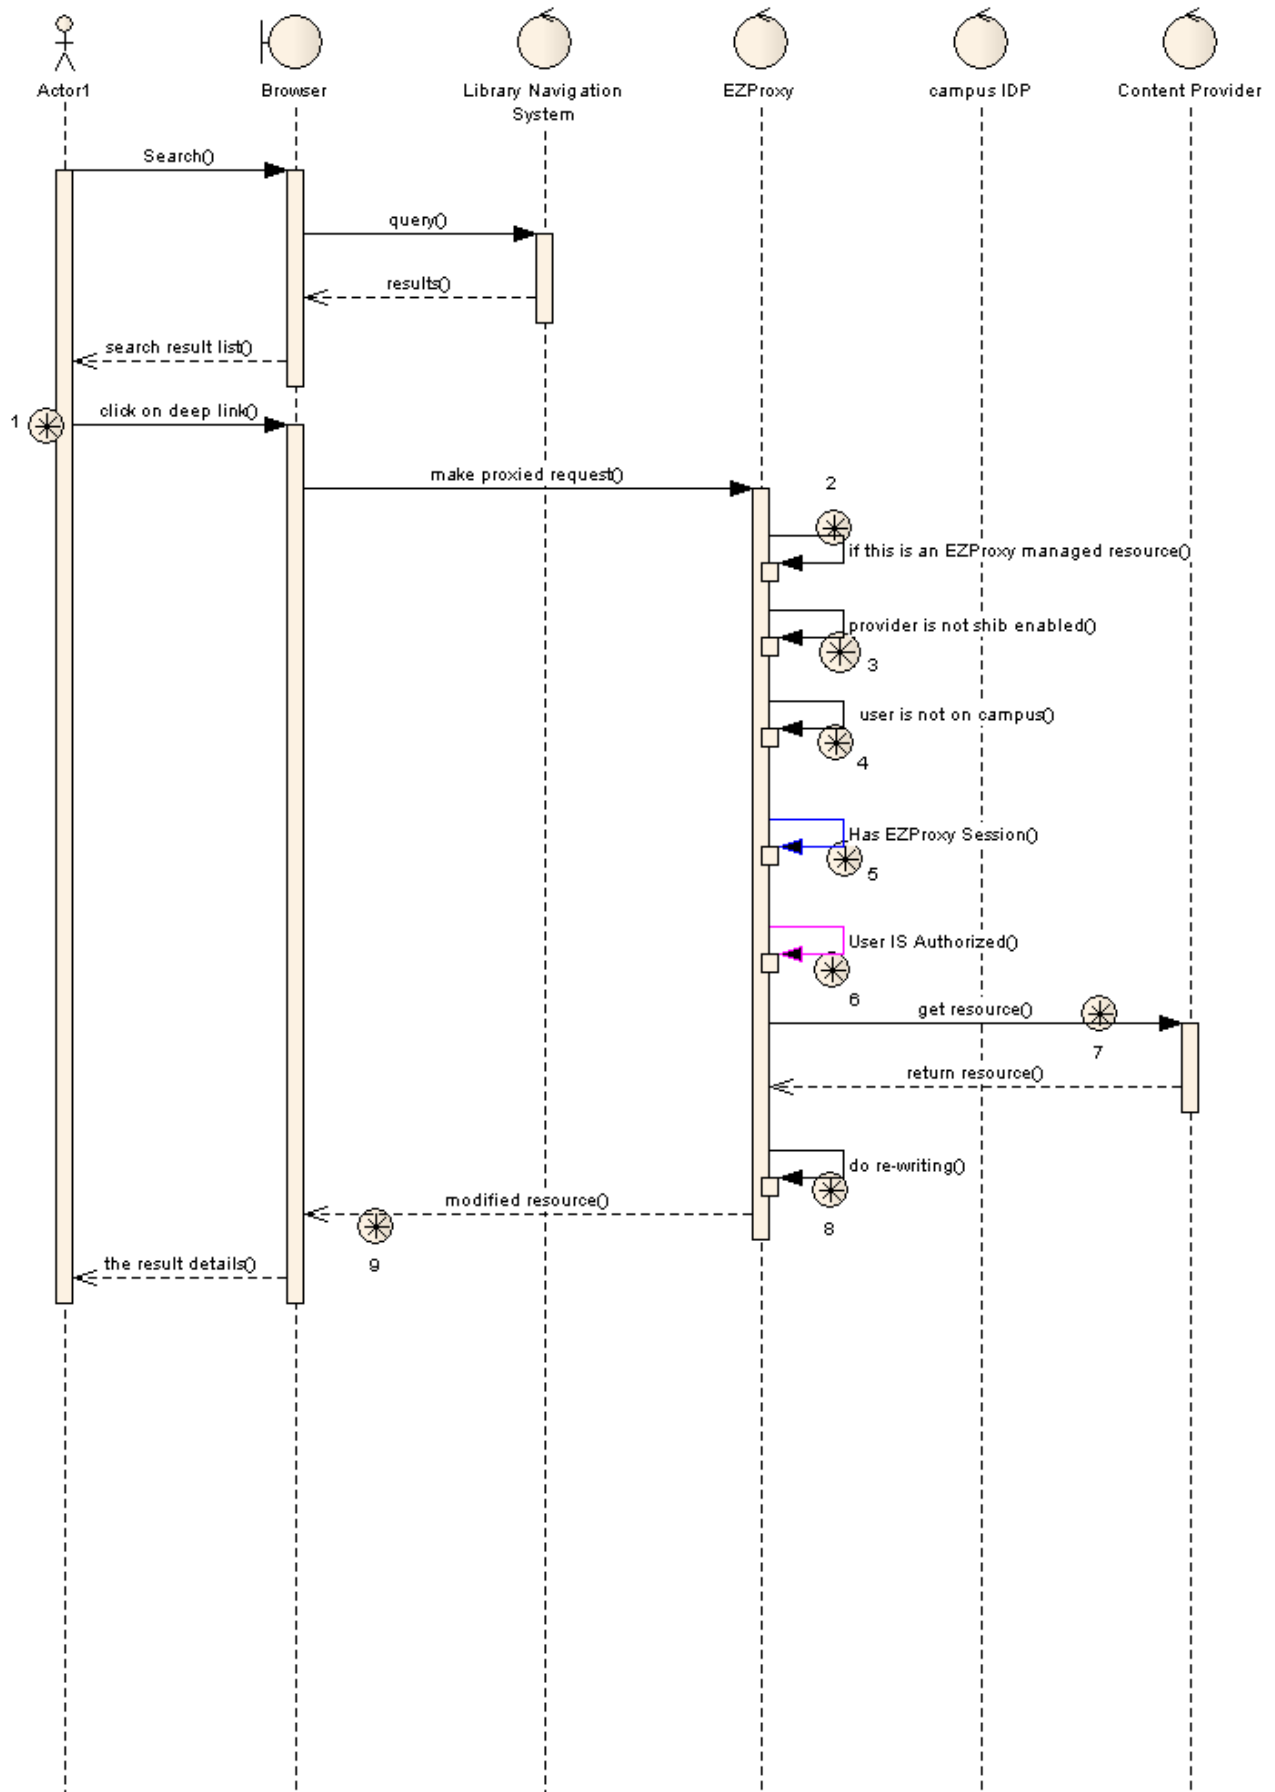 Actor1
Browser
Library Navigation
System
EZProxy
campus IDP
Content Provider
Search()
query()
results()
search result list()
1
click on deep link()
make proxied request()
2
if this is an EZProxy managed resource()
provider is not shib enabled()
3
user is not on campus()
4
Has EZProxy Session()
5
User IS Authorized()
6
get resource()
7
return resource()
do re-writing()
8
modified resource()
9
the result details()